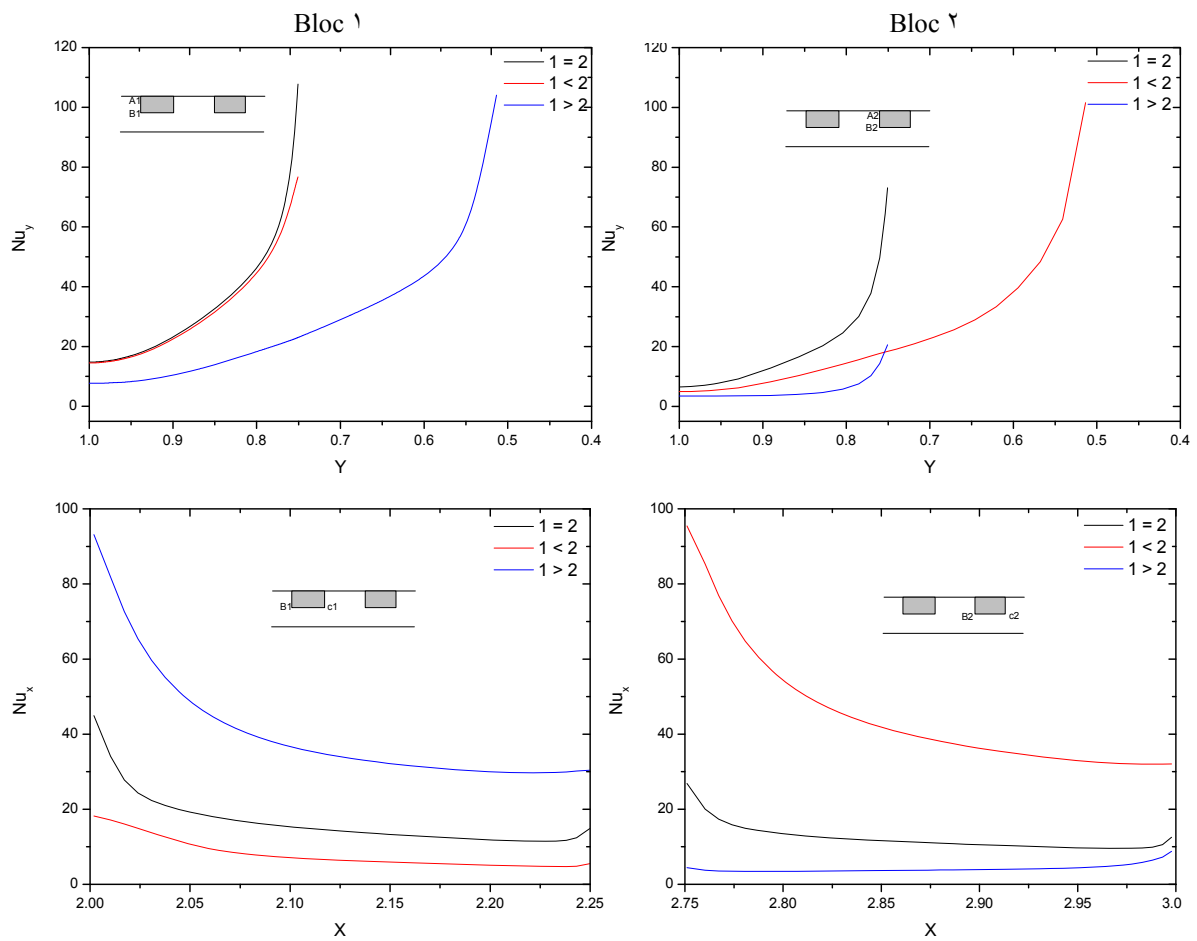 Bloc ١
Bloc ٢
120
100
80
60
40
20
0
Nu_y
1.0 0.9 0.8 0.7 0.6 0.5 0.4
Y
1 = 2
1 < 2
1 > 2
A1
B1
120
100
80
60
40
20
0
Nu_y
1.0 0.9 0.8 0.7 0.6 0.5 0.4
Y
1 = 2
1 < 2
1 > 2
A2
B2
100
80
60
40
20
0
Nu_x
2.00 2.05 2.10 2.15 2.20 2.25
X
1 = 2
1 < 2
1 > 2
B1 c1
100
80
60
40
20
0
Nu_x
2.75 2.80 2.85 2.90 2.95 3.0
X
1 = 2
1 < 2
1 > 2
B2 c2